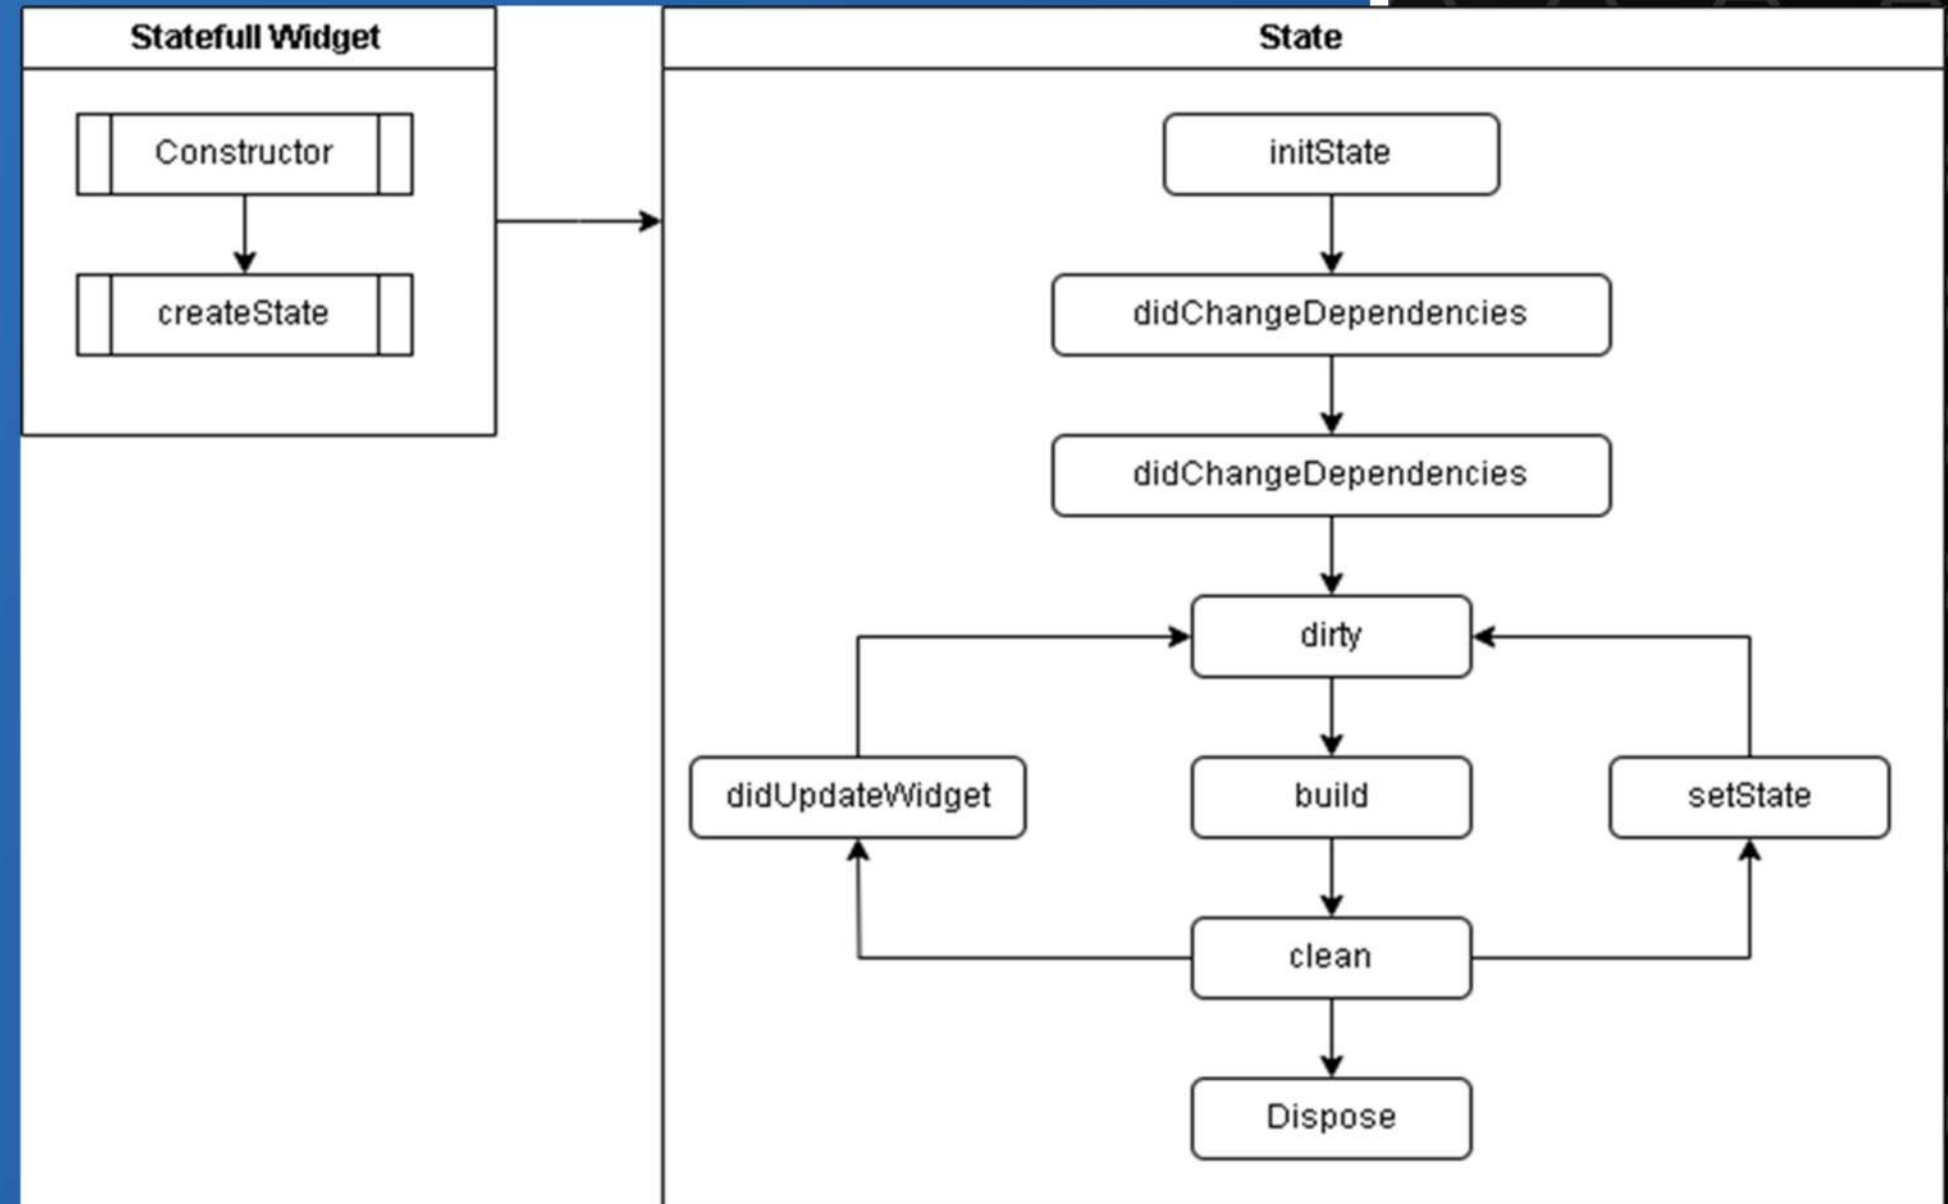 Statefull Widget
Constructor
createState
State
initState
didChangeDependencies
didChangeDependencies
dirty
didUpdateWidget
build
setState
clean
Dispose